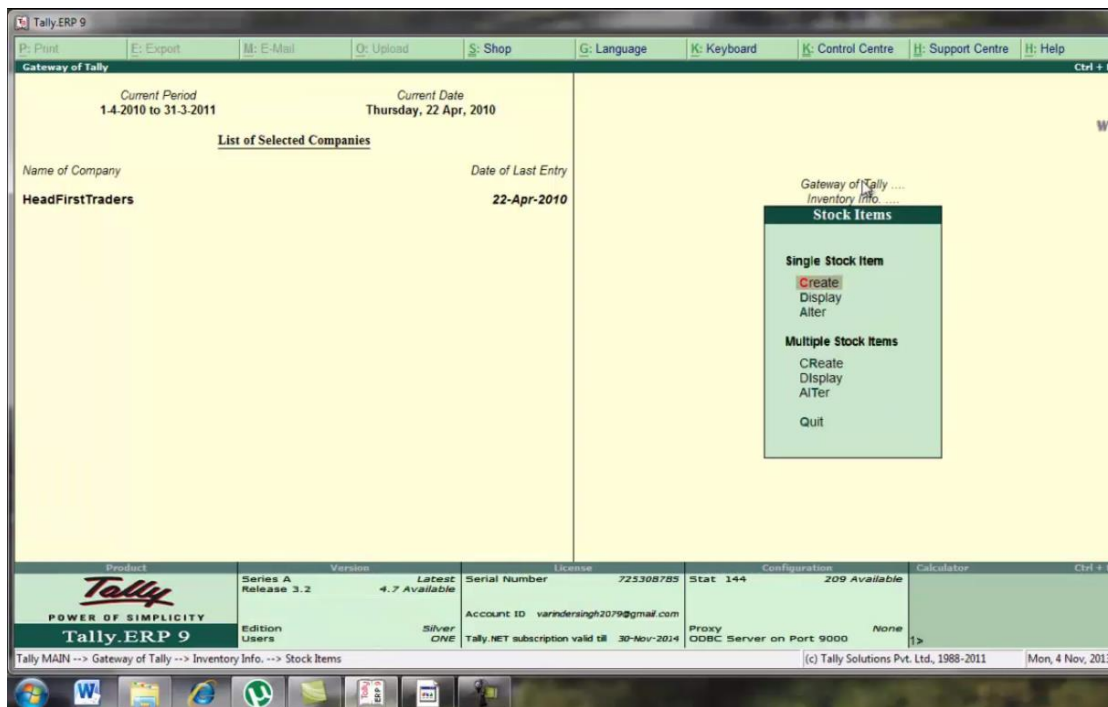 Tally.ERP 9
P: Print E: Export M: E-Mail O: Upload S: Shop G: Language K: Keyboard K: Control Centre H: Support Centre H: Help
Gateway of Tally Ctrl +
Current Period Current Date
1-4-2010 to 31-3-2011 Thursday, 22 Apr, 2010
List of Selected Companies
Name of Company Date of Last Entry
HeadFirstTraders 22-Apr-2010
W
Gateway of Tally ....
Inventory Info. ....
Stock Items
Single Stock Item
Create
Display
Alter
Multiple Stock Items
CReate
DIsplay
AlTer
Quit
Product Version License Configuration Calculator Ctrl +
Tally
POWER OF SIMPLICITY
Tally.ERP 9
Series A Latest
Release 3.2 4.7 Available
Edition Silver
Users ONE
Serial Number 725308785
Account ID varindersingh2079@gmail.com
Tally.NET subscription valid till 30-Nov-2014
Stat 144 209 Available
Proxy None
ODBC Server on Port 9000
1>
Tally MAIN --> Gateway of Tally --> Inventory Info. --> Stock Items (c) Tally Solutions Pvt. Ltd., 1988-2011 Mon, 4 Nov, 201